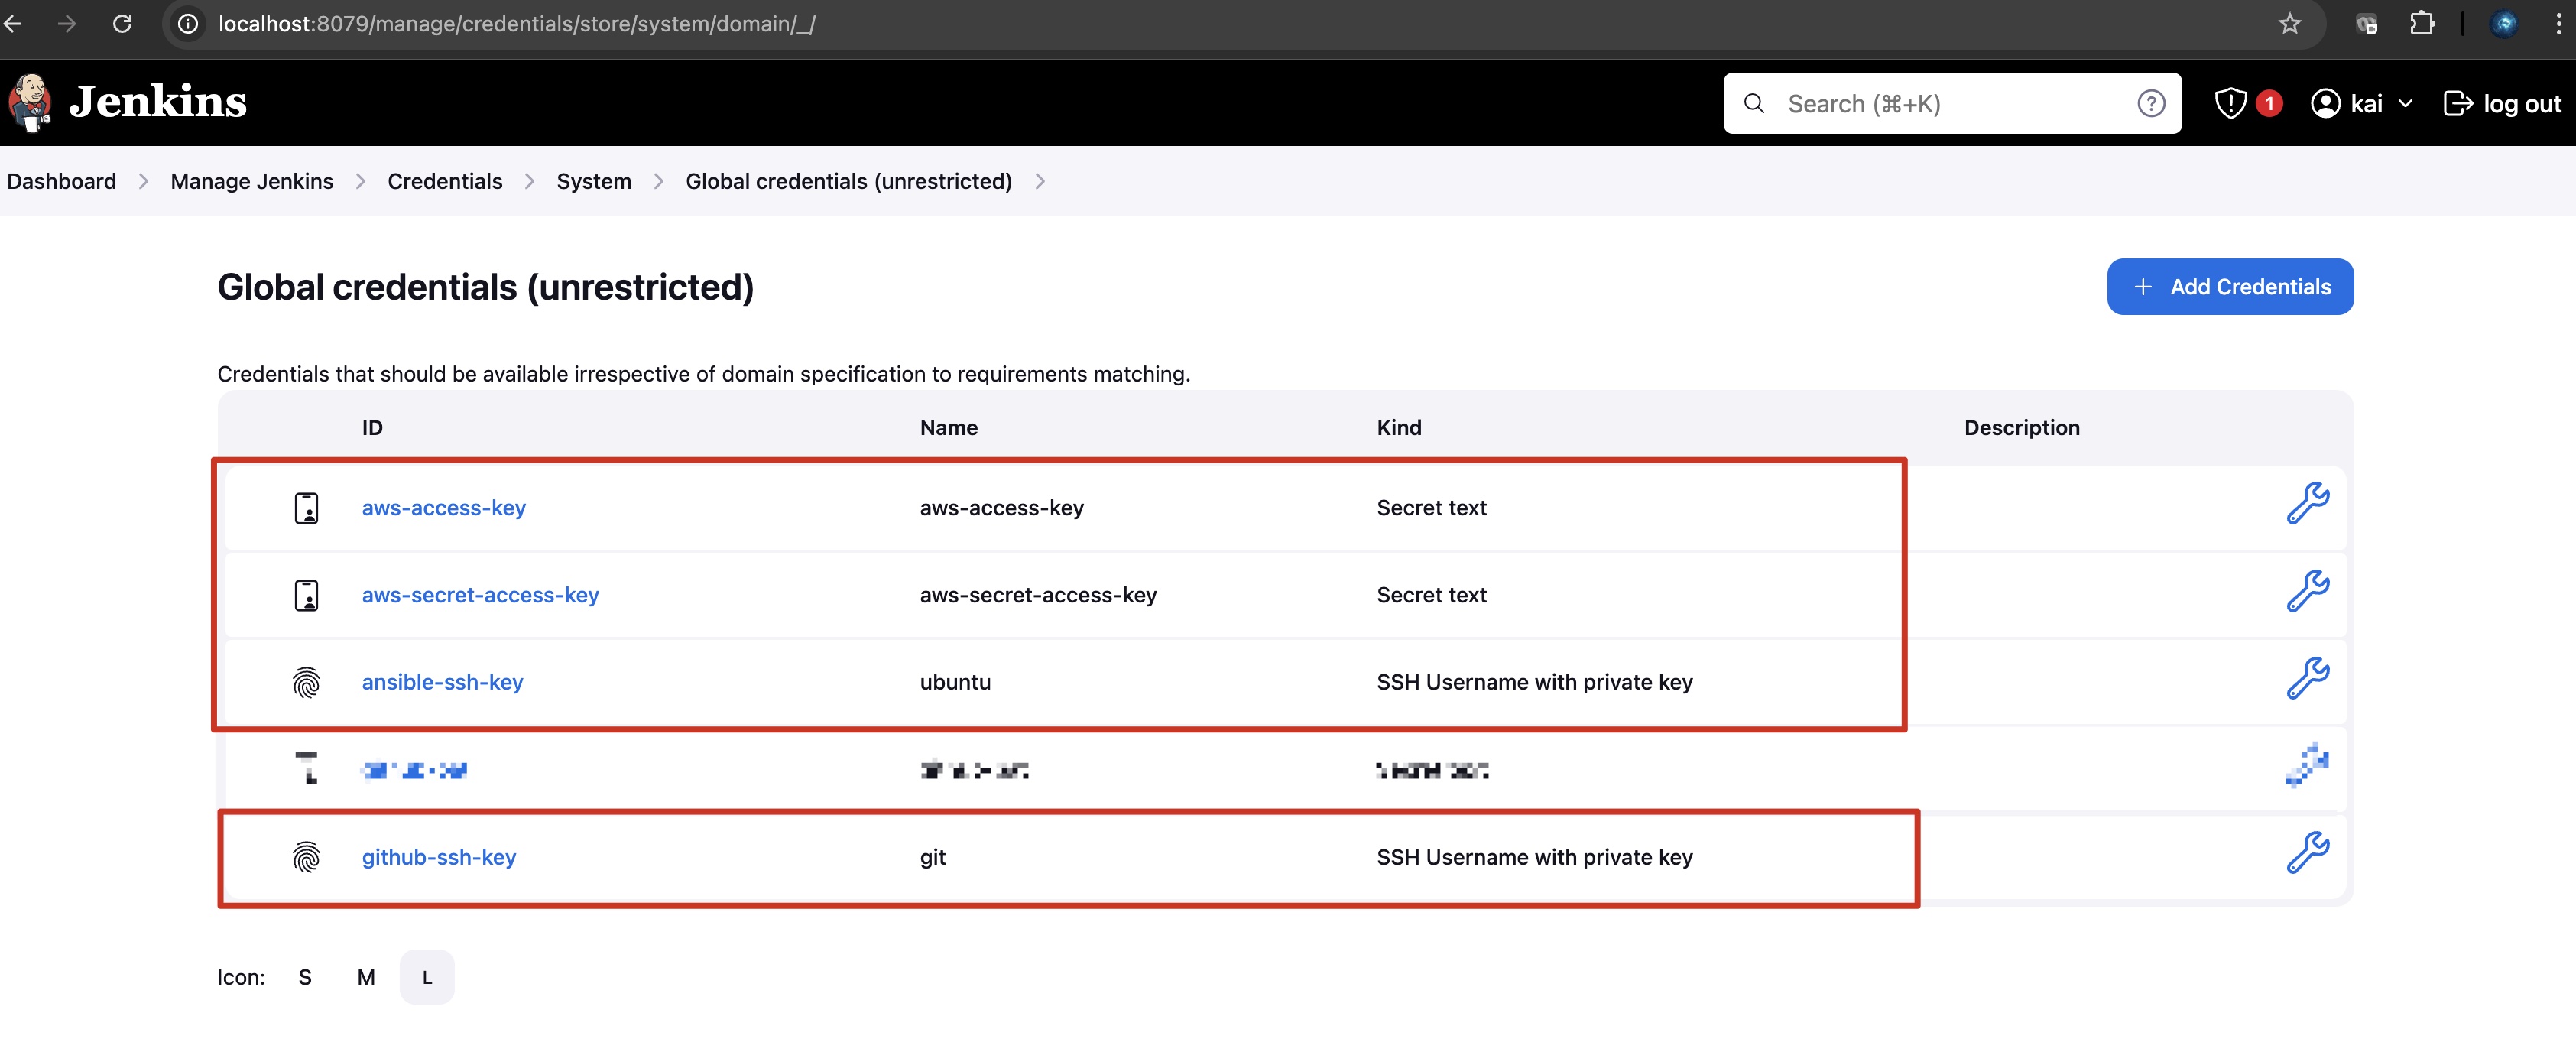 localhost:8079/manage/credentials/store/system/domain/_/
Jenkins
Search (⌘+K)
1
kai
log out
Dashboard > Manage Jenkins > Credentials > System > Global credentials (unrestricted) >
Global credentials (unrestricted)
+ Add Credentials
Credentials that should be available irrespective of domain specification to requirements matching.
ID Name Kind Description
aws-access-key aws-access-key Secret text
aws-secret-access-key aws-secret-access-key Secret text
ansible-ssh-key ubuntu SSH Username with private key
github-ssh-key git SSH Username with private key
Icon: S M L